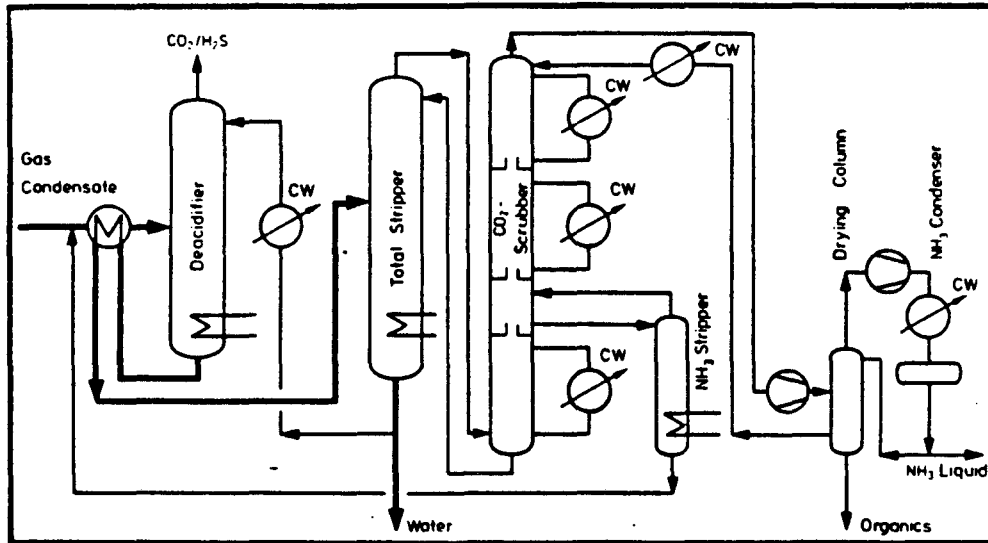 CO₂/H₂S
Gas
Condensate
Deacidifier
CW
Total Stripper
CO₂-
Scrubber
CW
CW
CW
CW
NH₃ Stripper
Drying Column
NH₃ Condenser
CW
NH₃ Liquid
Water
Organics